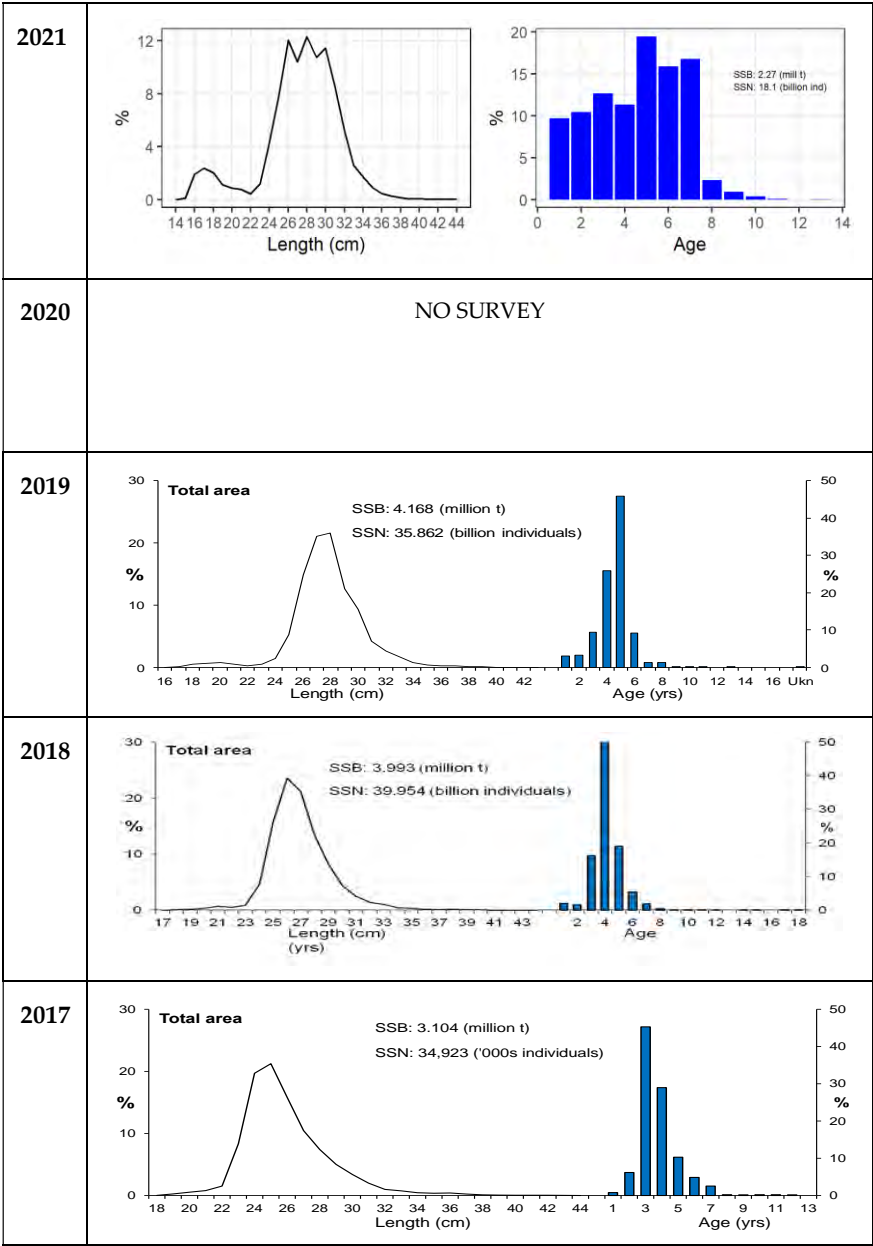 2021
12
8
4
0
%
14 16 18 20 22 24 26 28 30 32 34 36 38 40 42 44
Length (cm)
20
15
10
5
0
%
SSB: 2.27 (mill t)
SSN: 18.1 (billion ind)
0 2 4 6 8 10 12 14
Age
2020
NO SURVEY
2019
30
20
%
10
0
Total area
SSB: 4.168 (million t)
SSN: 35.862 (billion individuals)
50
40
30
%
20
10
0
16 18 20 22 24 26 28 30 32 34 36 38 40 42 2 4 6 8 10 12 14 16 Ukn
Length (cm) Age (yrs)
2018
30
20
%
10
0
Total area
SSB: 3.993 (million t)
SSN: 39.954 (billion individuals)
50
40
30
%
20
10
0
17 19 21 23 25 27 29 31 33 35 37 39 41 43 2 4 6 8 10 12 14 16 18
Length (cm) Age
(yrs)
2017
30
20
%
10
0
Total area
SSB: 3.104 (million t)
SSN: 34,923 ('000s individuals)
50
40
30
%
20
10
0
18 20 22 24 26 28 30 32 34 36 38 40 42 44 1 3 5 7 9 11 13
Length (cm) Age (yrs)